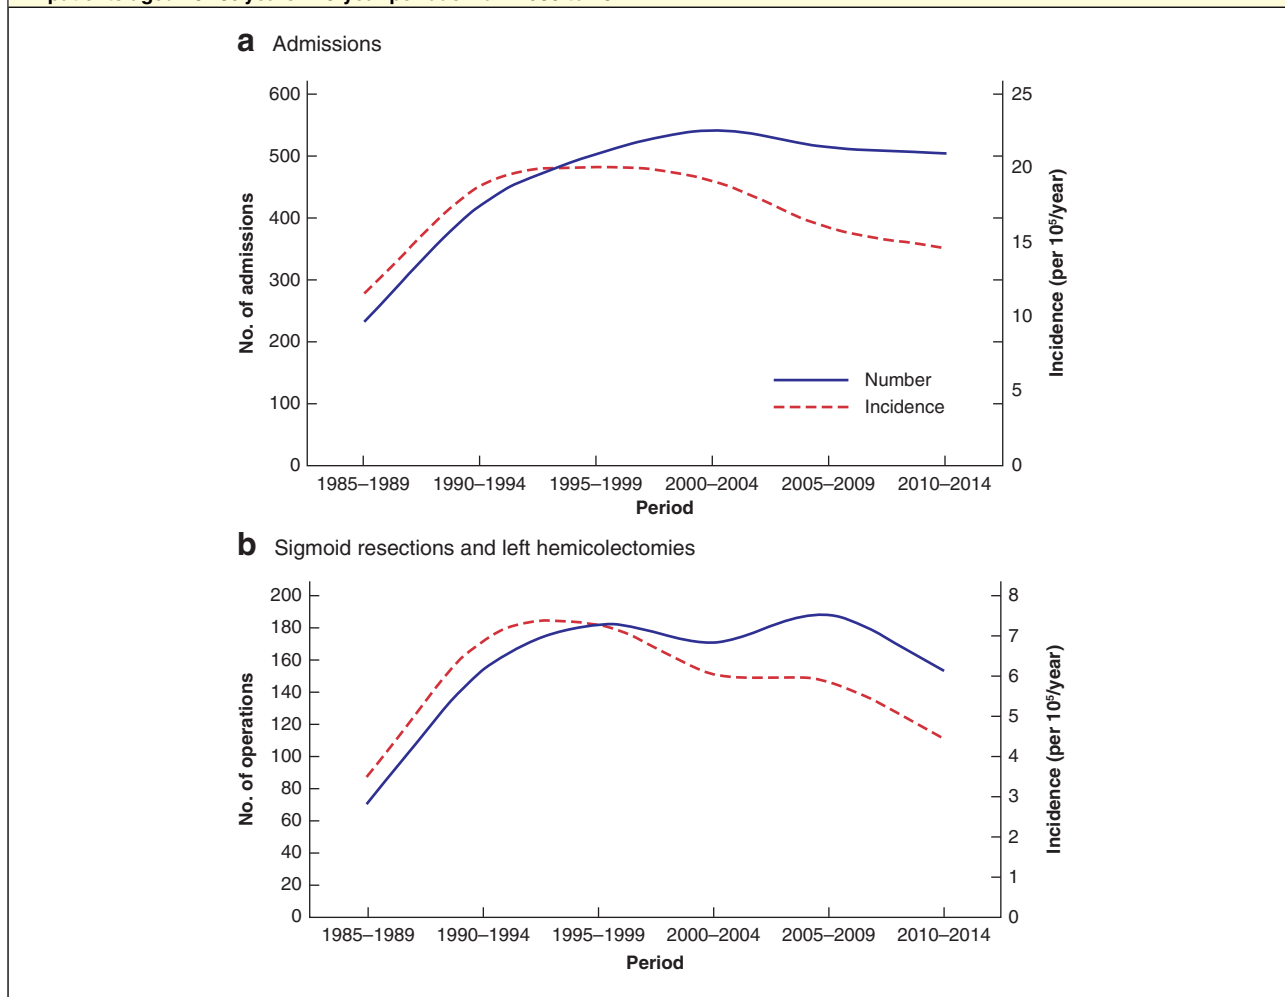 a Admissions
600
500
400
300
200
100
0
No. of admissions
25
20
15
10
5
0
Incidence (per 10⁵/year)
Number
Incidence
1985–1989 1990–1994 1995–1999 2000–2004 2005–2009 2010–2014
Period
b Sigmoid resections and left hemicolectomies
200
180
160
140
120
100
80
60
40
20
0
No. of operations
8
7
6
5
4
3
2
1
0
Incidence (per 10⁵/year)
1985–1989 1990–1994 1995–1999 2000–2004 2005–2009 2010–2014
Period